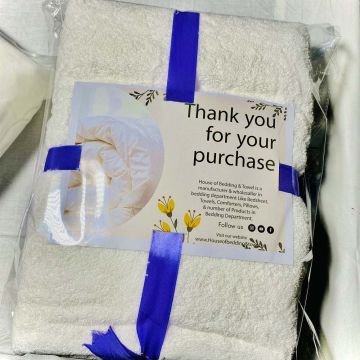 Thank you
for your
purchase
House of Bedding & Towel is a
manufacturer & wholesaller in
bedding department Like Bedsheet,
Towels, Comforters, Pillows,
& number of Products in
Bedding Department.
Follow us
Visit our website